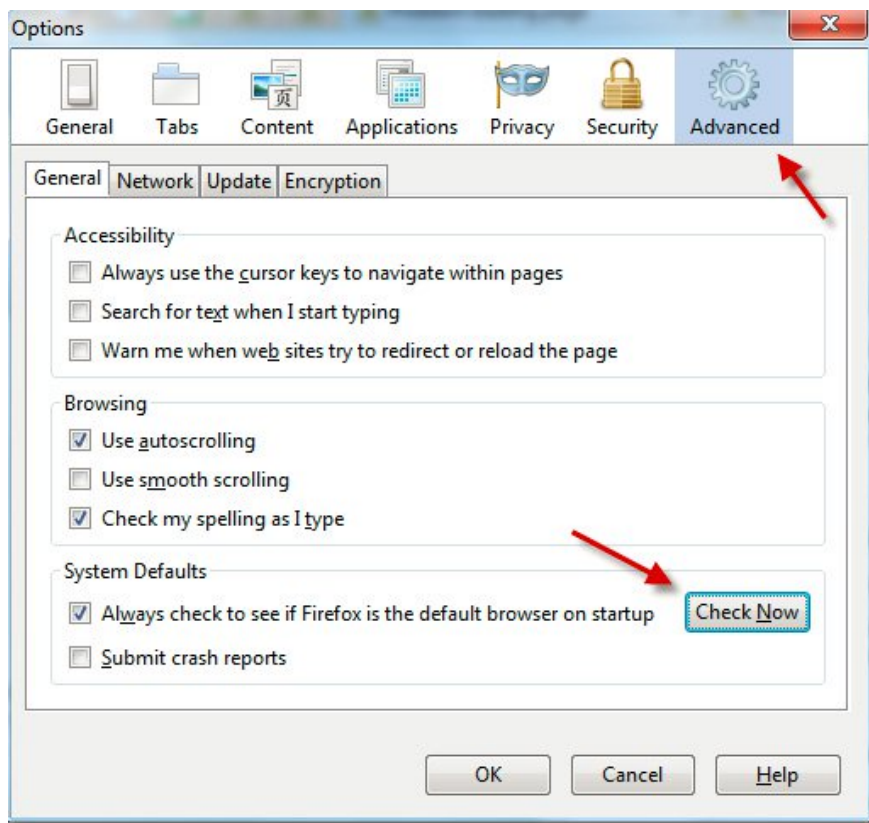 Options
General Tabs Content Applications Privacy Security Advanced
页
General Network Update Encryption
Accessibility
Always use the cursor keys to navigate within pages
Search for text when I start typing
Warn me when web sites try to redirect or reload the page
Browsing
Use autoscrolling
Use smooth scrolling
Check my spelling as I type
System Defaults
Always check to see if Firefox is the default browser on startup Check Now
Submit crash reports
OK Cancel Help